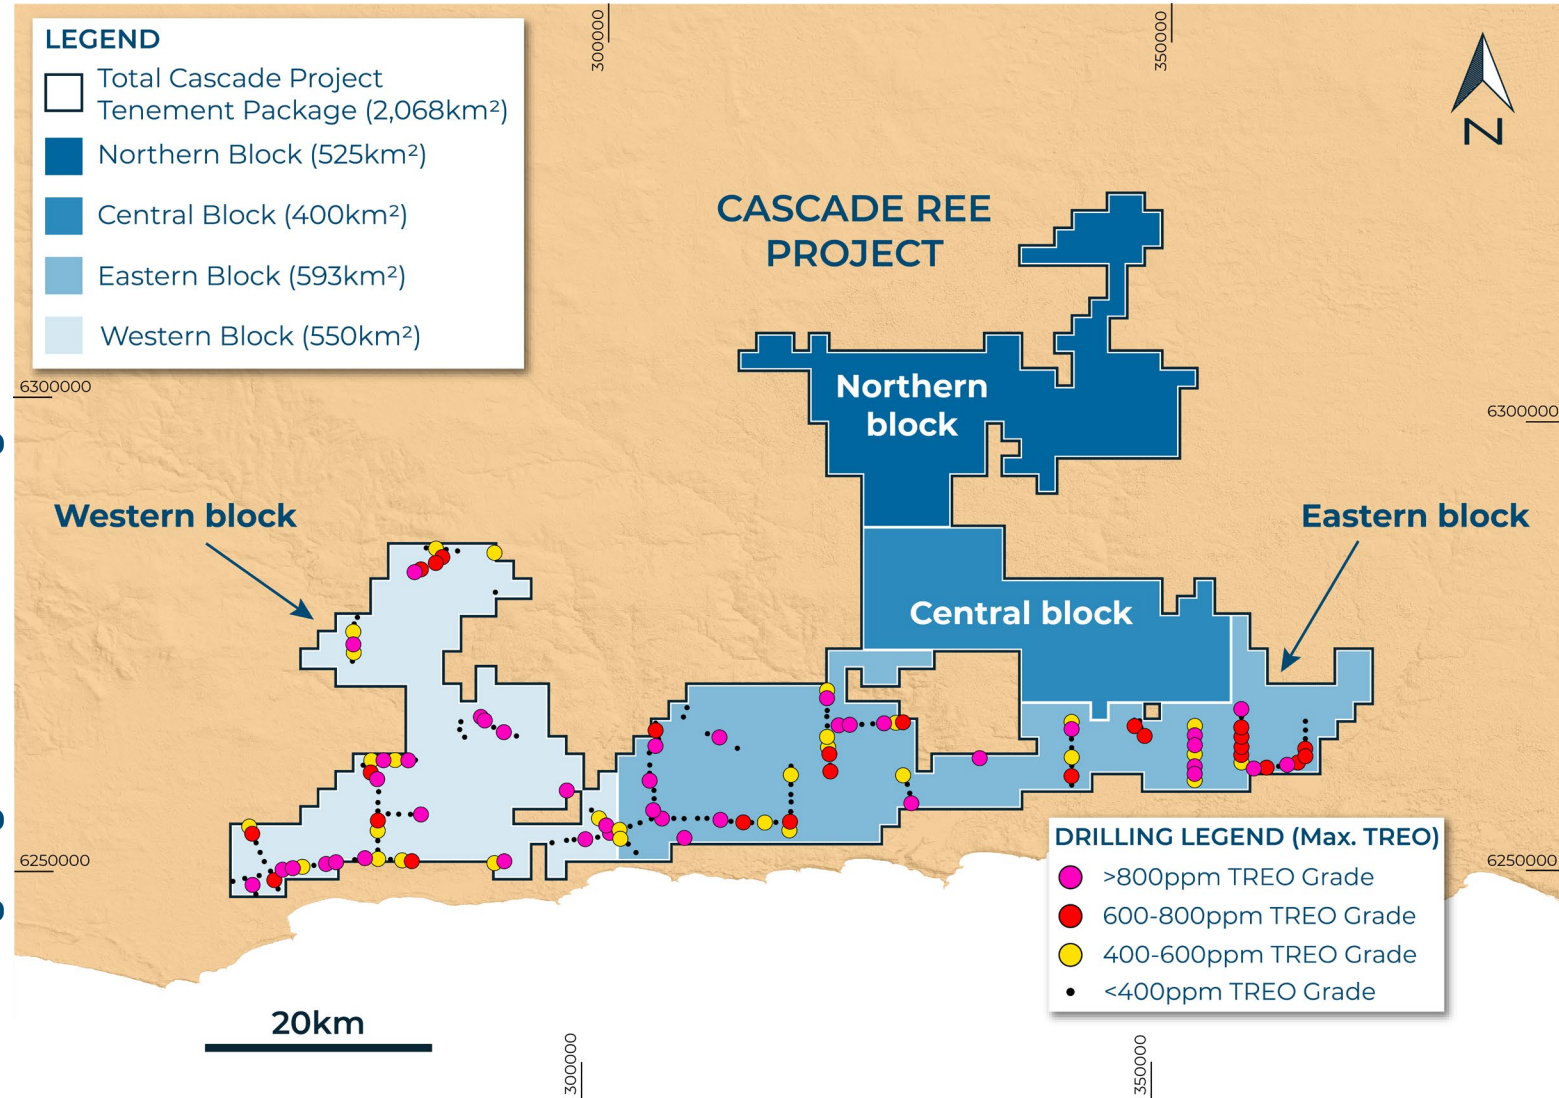 LEGEND
Total Cascade Project
Tenement Package (2,068km²)
Northern Block (525km²)
Central Block (400km²)
Eastern Block (593km²)
Western Block (550km²)
300000
350000
N
CASCADE REE
PROJECT
6300000
6300000
Northern
block
Western block
Eastern block
Central block
6250000
6250000
DRILLING LEGEND (Max. TREO)
>800ppm TREO Grade
600-800ppm TREO Grade
400-600ppm TREO Grade
<400ppm TREO Grade
20km
300000
350000